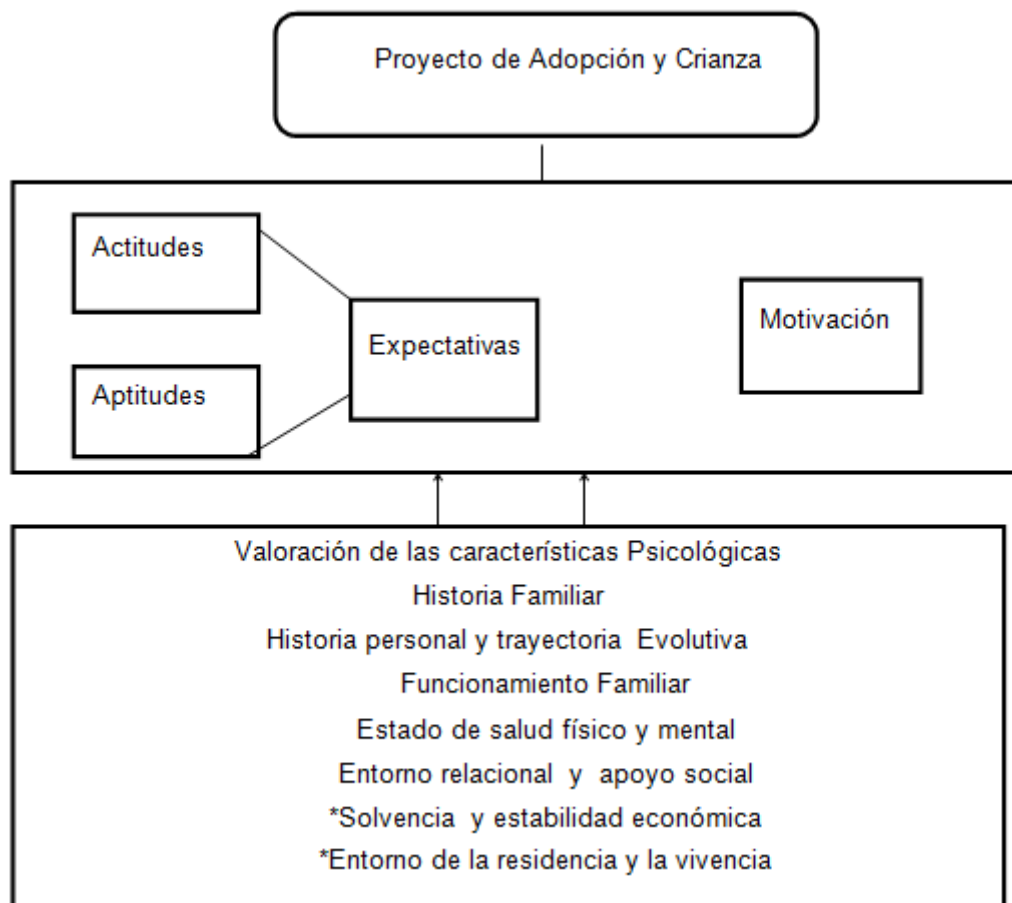 Proyecto de Adopción y Crianza
Actitudes
Expectativas
Motivación
Aptitudes
Valoración de las características Psicológicas
Historia Familiar
Historia personal y trayectoria Evolutiva
Funcionamiento Familiar
Estado de salud físico y mental
Entorno relacional y apoyo social
*Solvencia y estabilidad económica
*Entorno de la residencia y la vivencia